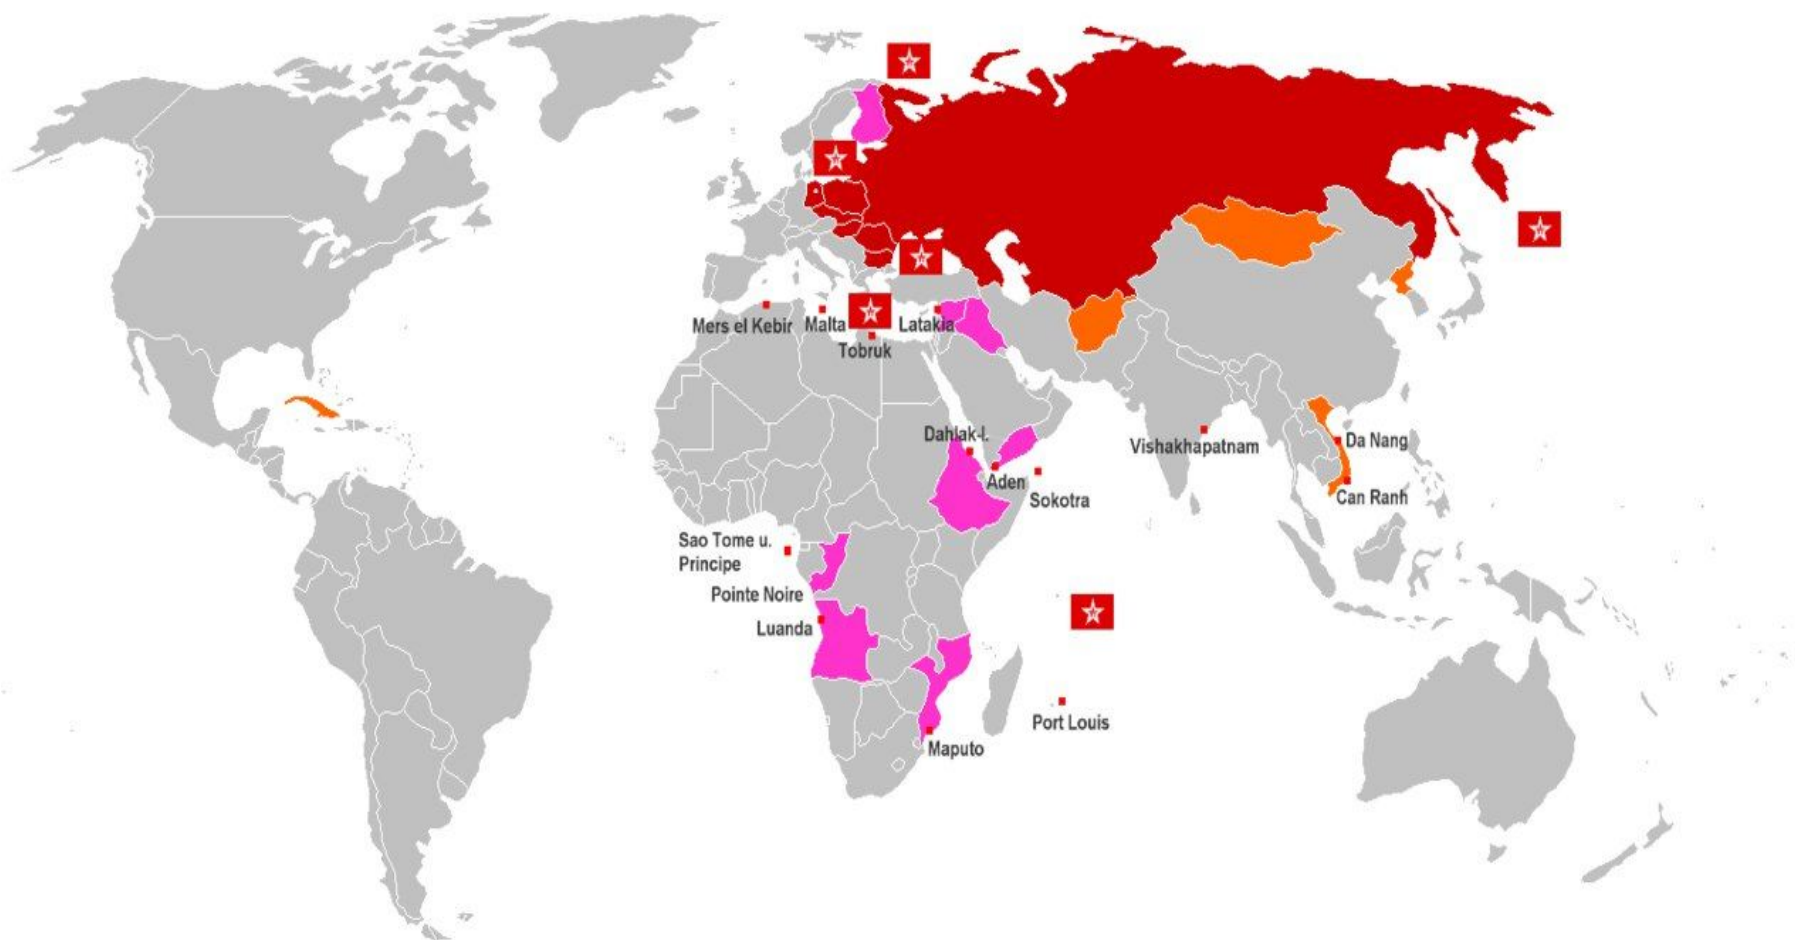 Mers el Kebir
Malta
Latakia
Tobruk
Dahlak-I.
Aden
Sokotra
Vishakhapatnam
Da Nang
Can Ranh
Sao Tome u.
Principe
Pointe Noire
Luanda
Port Louis
Maputo